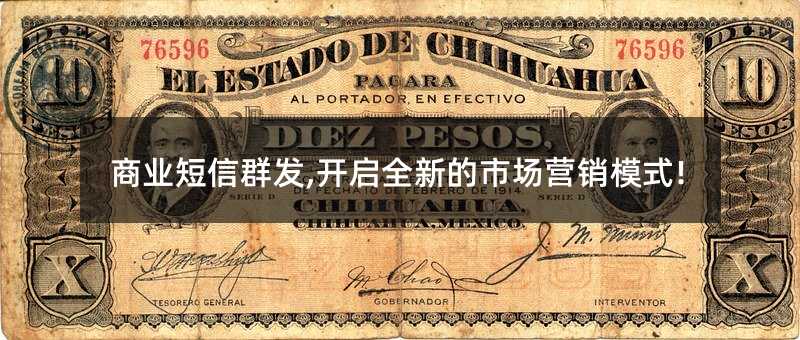 DIEZ
DIEZ
76596
EL ESTADO DE CHIHUAHUA
76596
10
10
PAGARA
AL PORTADOR, EN EFECTIVO
PESOS
PESOS
DIEZ PESOS,
商业短信群发,开启全新的市场营销模式!
DE FEBRERO DE 1914.
SERIE D
SERIE D
CHIHUAHUA,
CHIHUAHUA, MEXICO.
X
X
TESORERO GENERAL
GOBERNADOR
INTERVENTOR